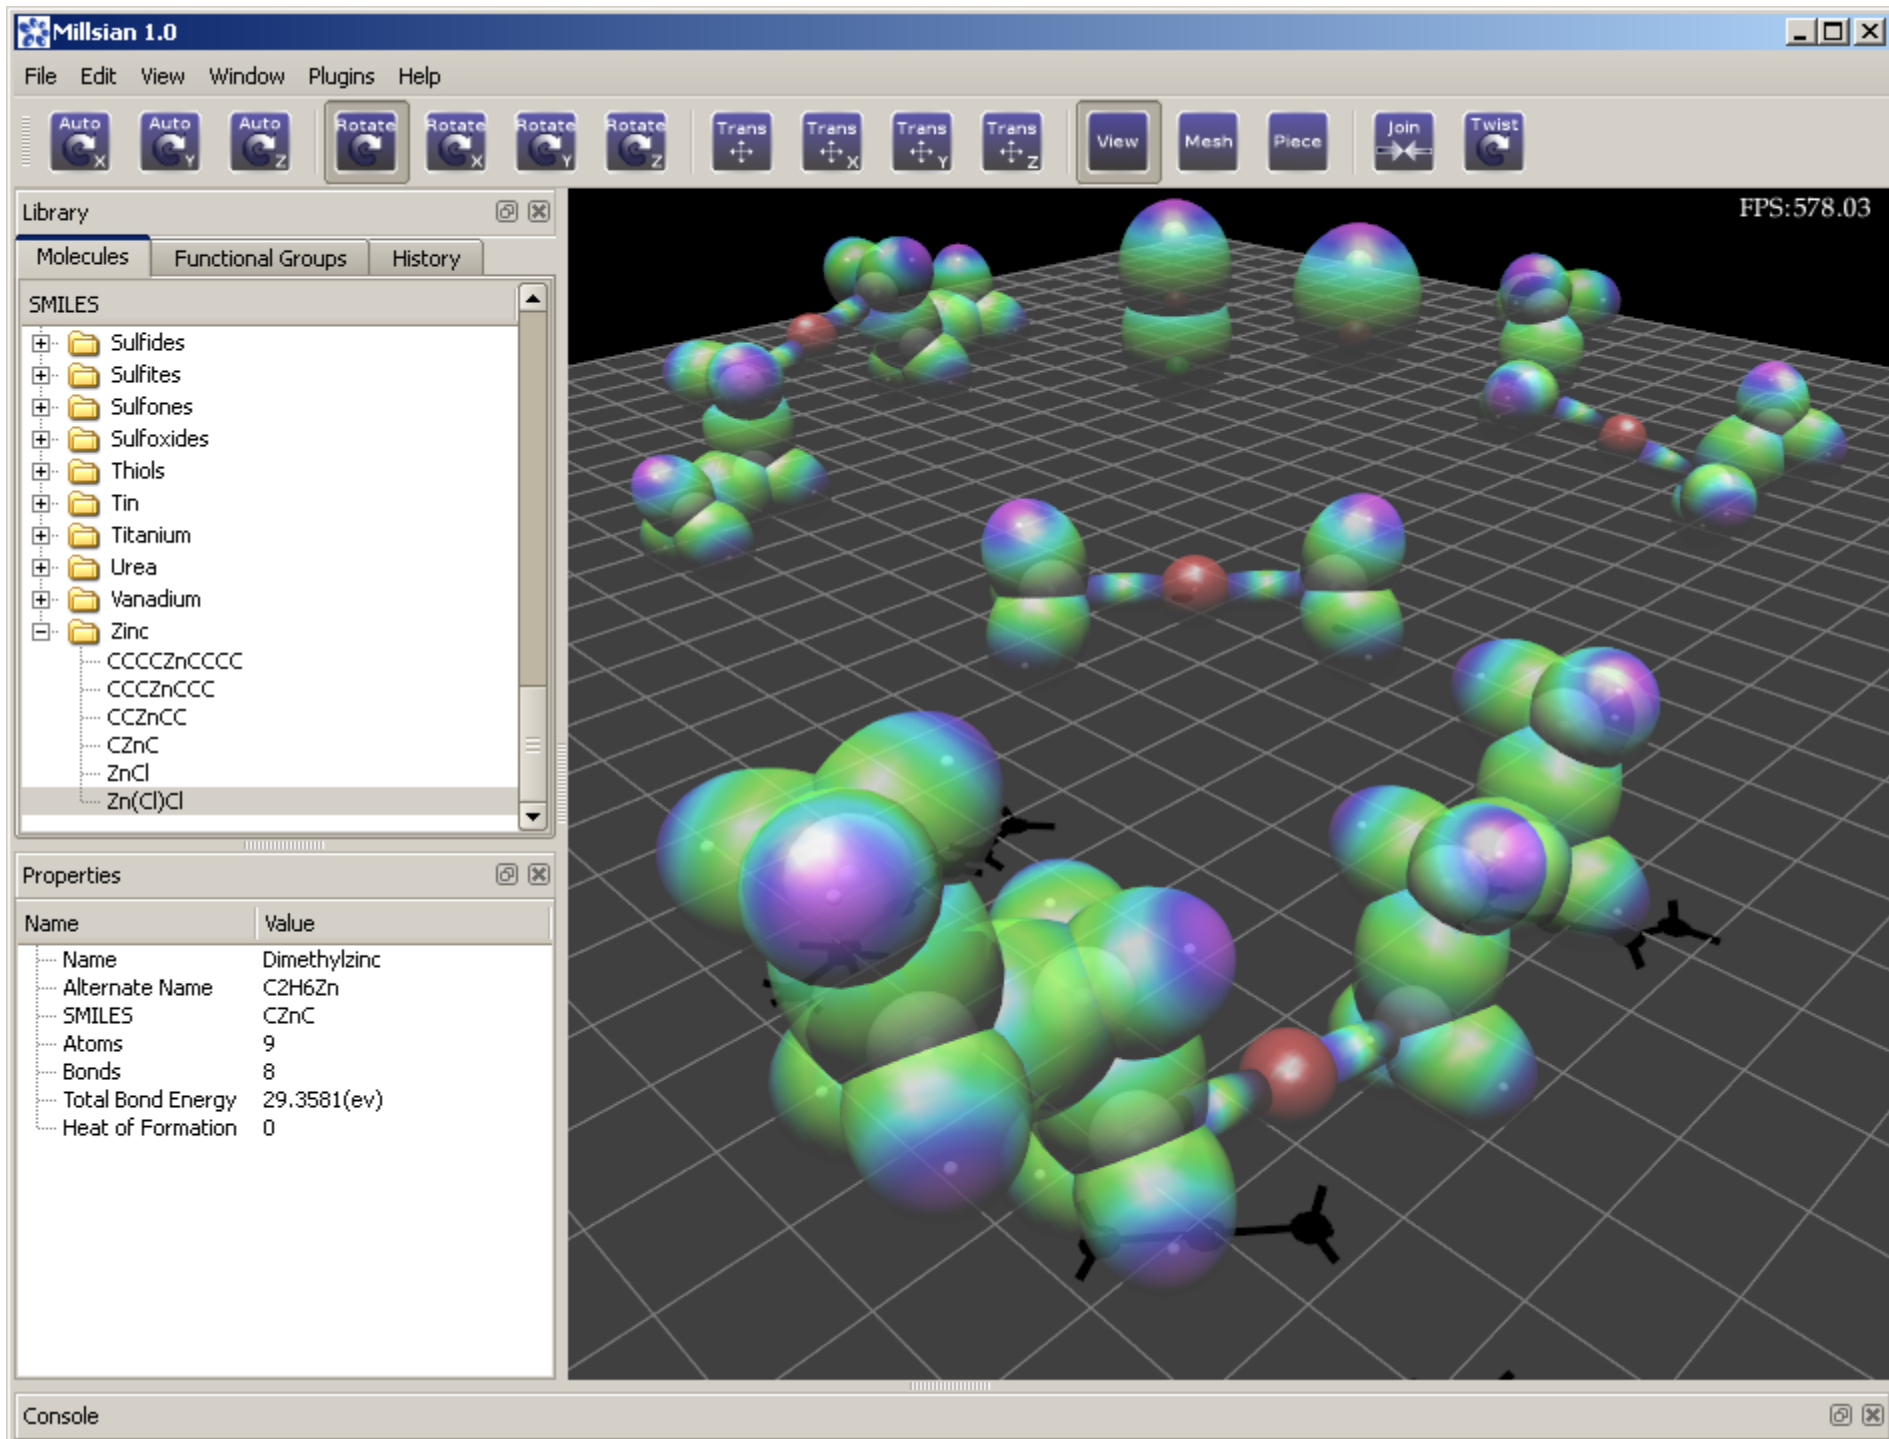 Millsian 1.0
File Edit View Window Plugins Help
Auto X Auto Y Auto Z Rotate Rotate X Rotate Y Rotate Z Trans Trans X Trans Y Trans Z View Mesh Piece Join Twist
Library
FPS:578.03
Molecules Functional Groups History
SMILES
Sulfides
Sulfites
Sulfones
Sulfoxides
Thiols
Tin
Titanium
Urea
Vanadium
Zinc
CCCCZnCCCC
CCCZnCCC
CCZnCC
CZnC
ZnCl
Zn(Cl)Cl
Properties
Name Value
Name Dimethylzinc
Alternate Name C2H6Zn
SMILES CZnC
Atoms 9
Bonds 8
Total Bond Energy 29.3581(ev)
Heat of Formation 0
Console